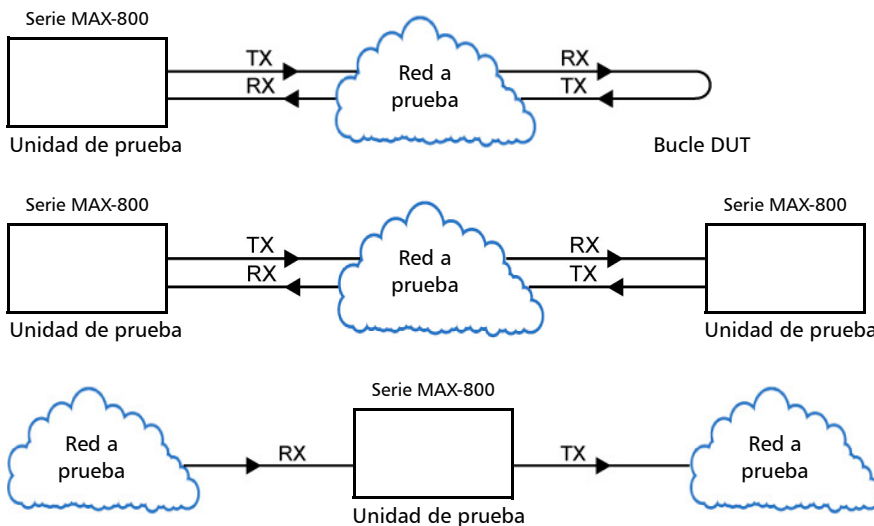 Serie MAX-800
TX
RX
Red a
prueba
RX
TX
Unidad de prueba
Bucle DUT
Serie MAX-800
Serie MAX-800
TX
RX
Red a
prueba
RX
TX
Unidad de prueba
Unidad de prueba
Serie MAX-800
Red a
prueba
RX
TX
Red a
prueba
Unidad de prueba